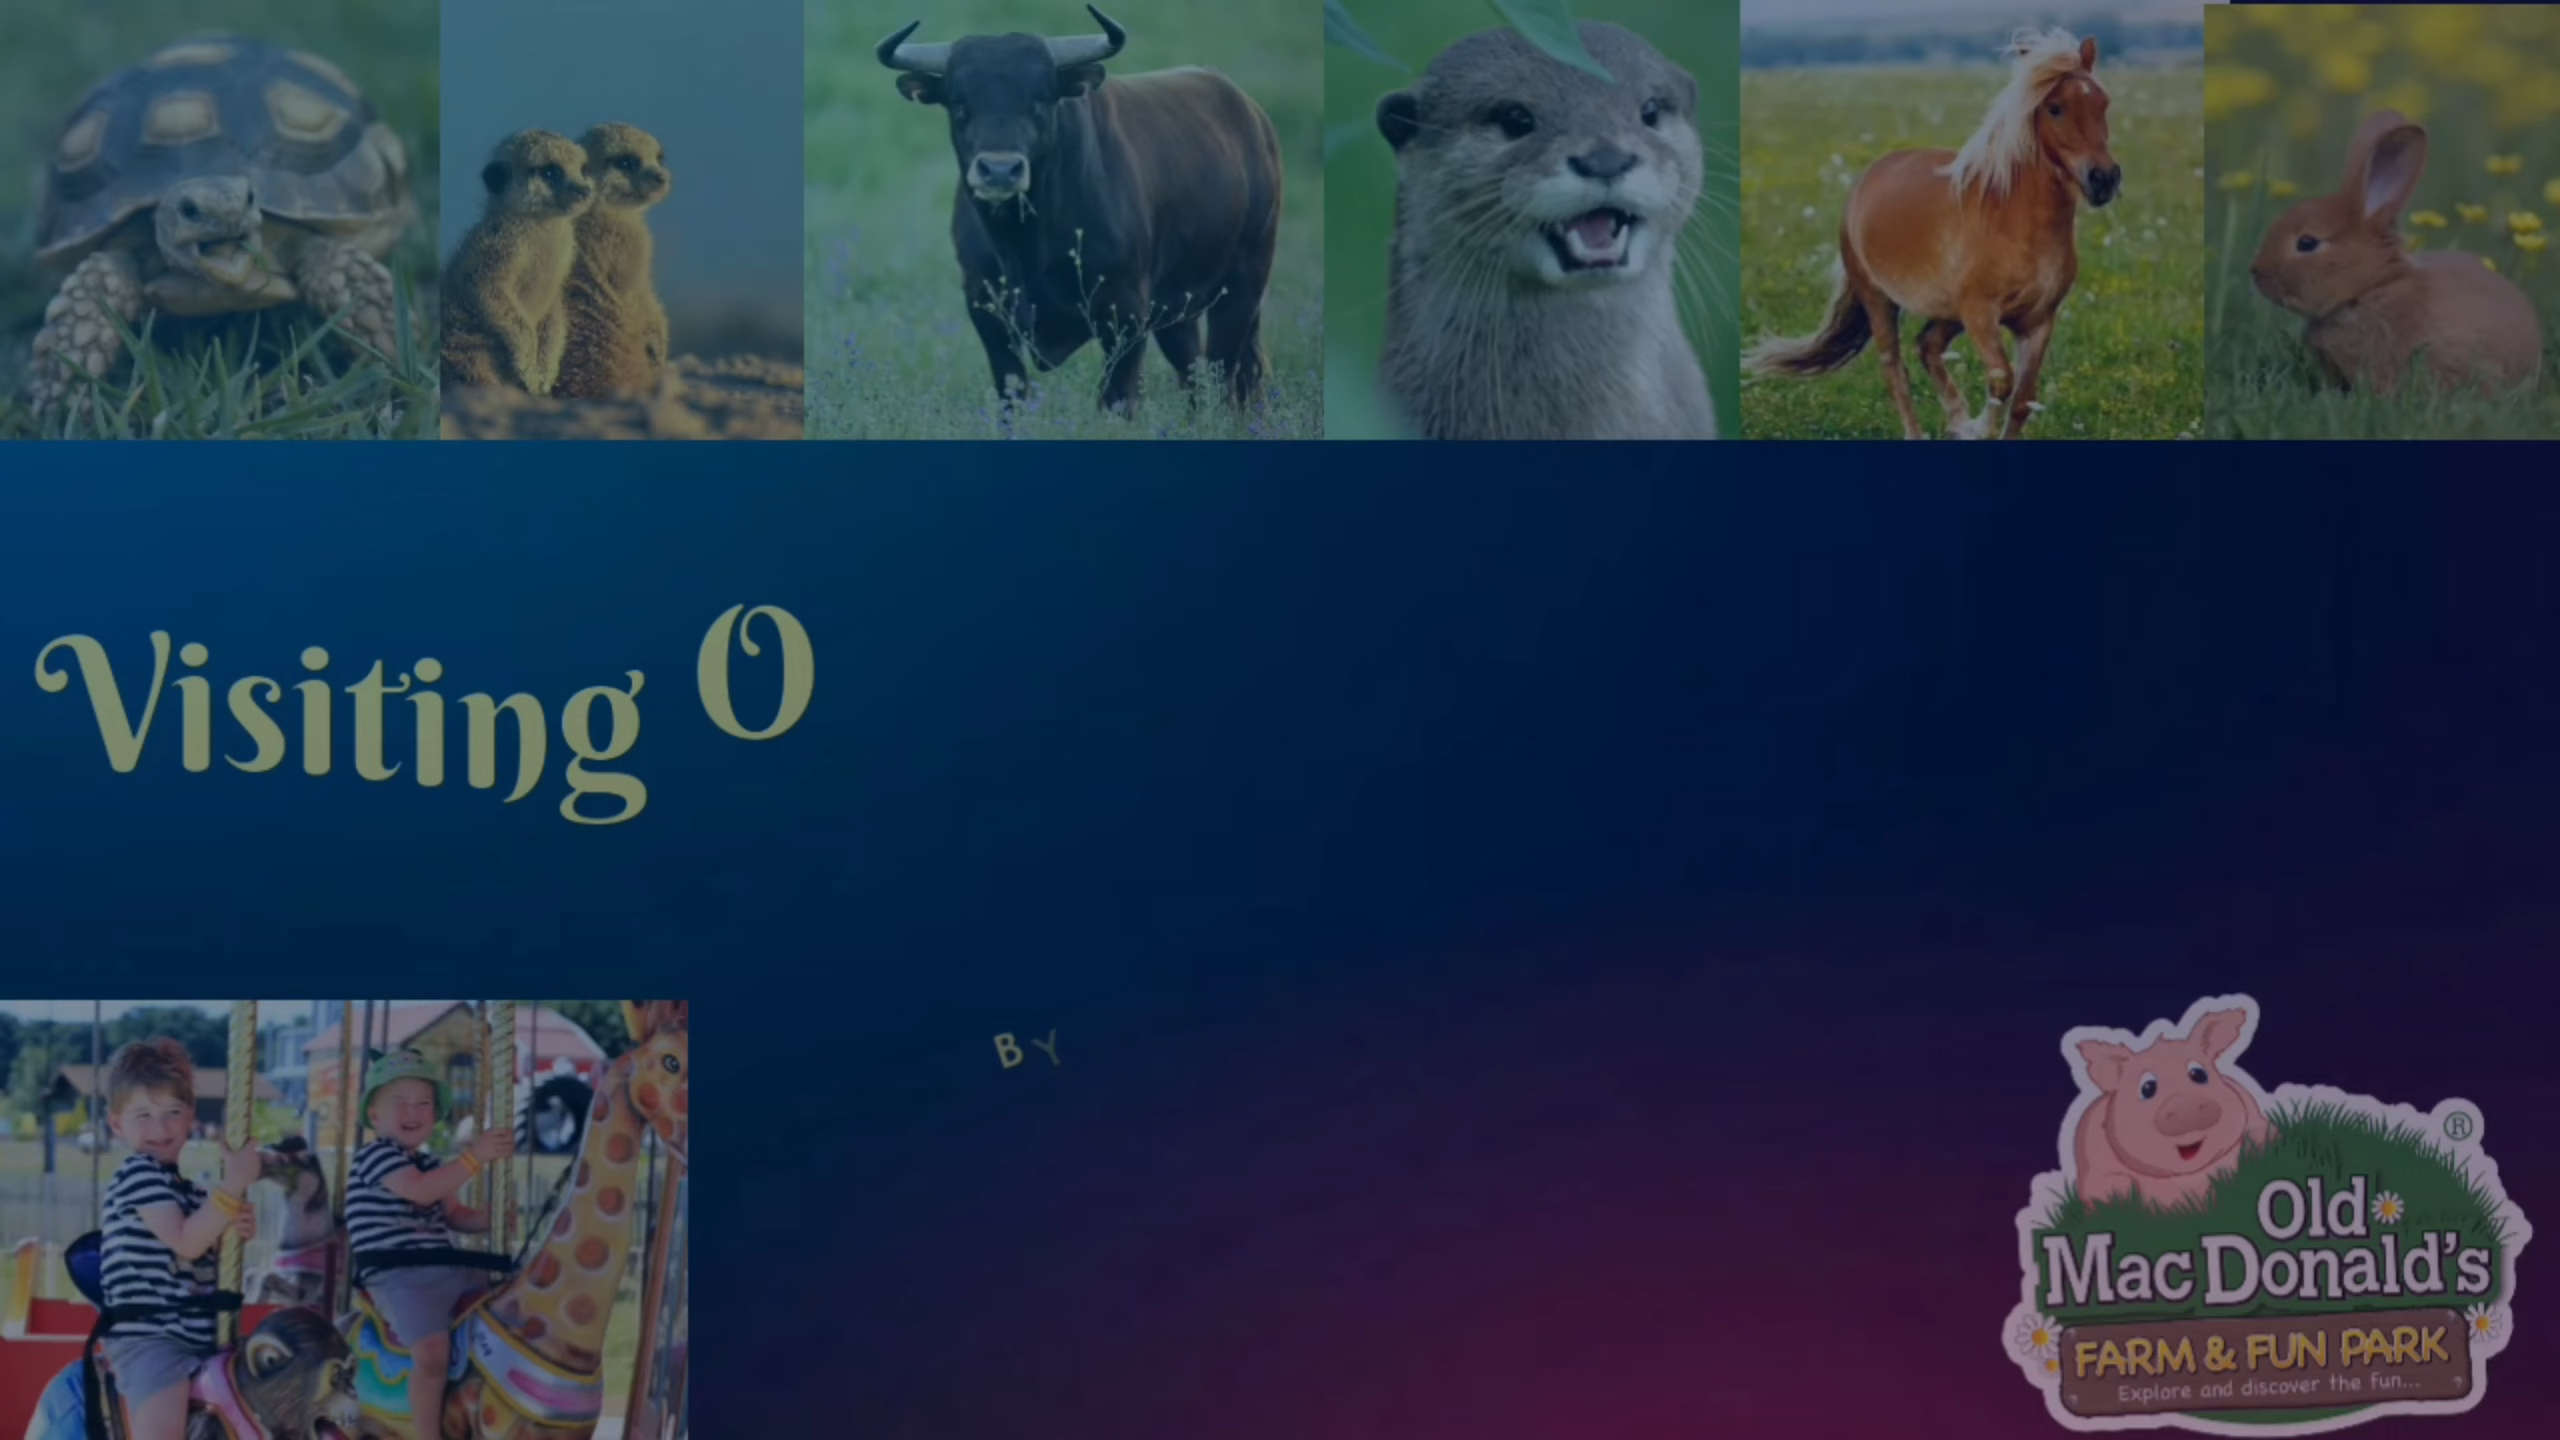 Visiting O
BY
®
Old
MacDonald's
FARM & FUN PARK
Explore and discover the fun...